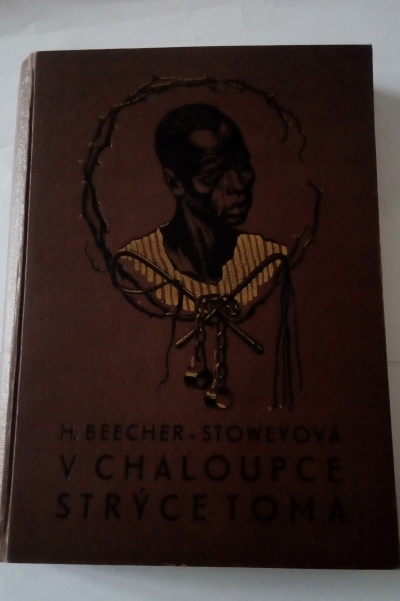 H. BEECHER-STOWEYOVÁ
V CHALOUPCE
STRÝCE TOMA